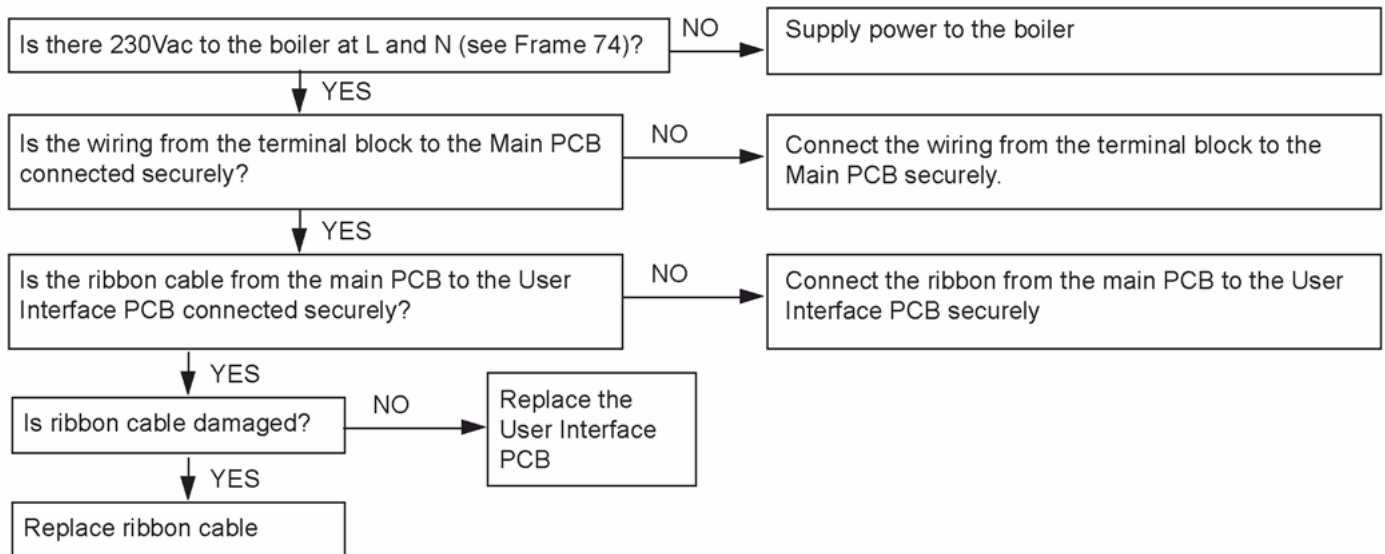 Is there 230Vac to the boiler at L and N (see Frame 74)?
NO
Supply power to the boiler
YES
Is the wiring from the terminal block to the Main PCB
connected securely?
NO
Connect the wiring from the terminal block to the
Main PCB securely.
YES
Is the ribbon cable from the main PCB to the User
Interface PCB connected securely?
NO
Connect the ribbon from the main PCB to the User
Interface PCB securely
YES
Is ribbon cable damaged?
NO
Replace the
User Interface
PCB
YES
Replace ribbon cable